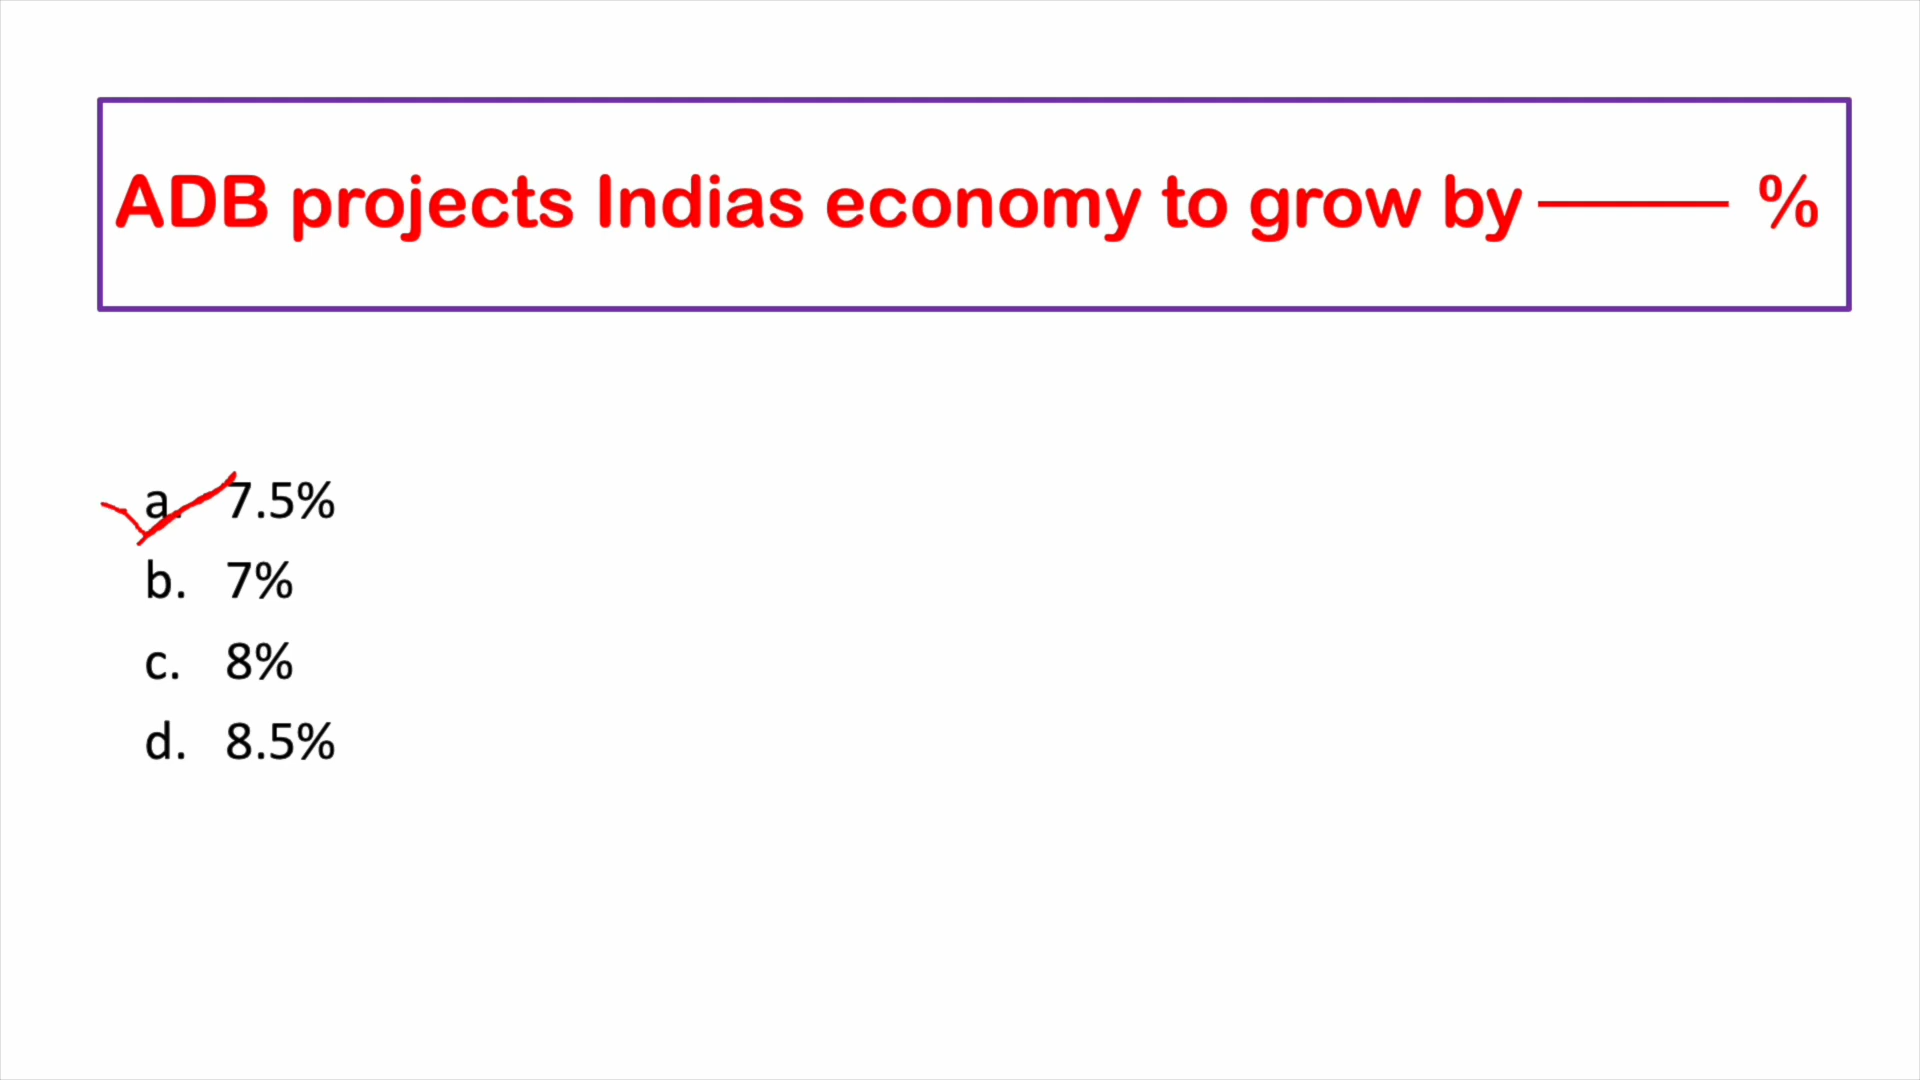 ADB projects Indias economy to grow by ——— %
a. 7.5%
b. 7%
c. 8%
d. 8.5%